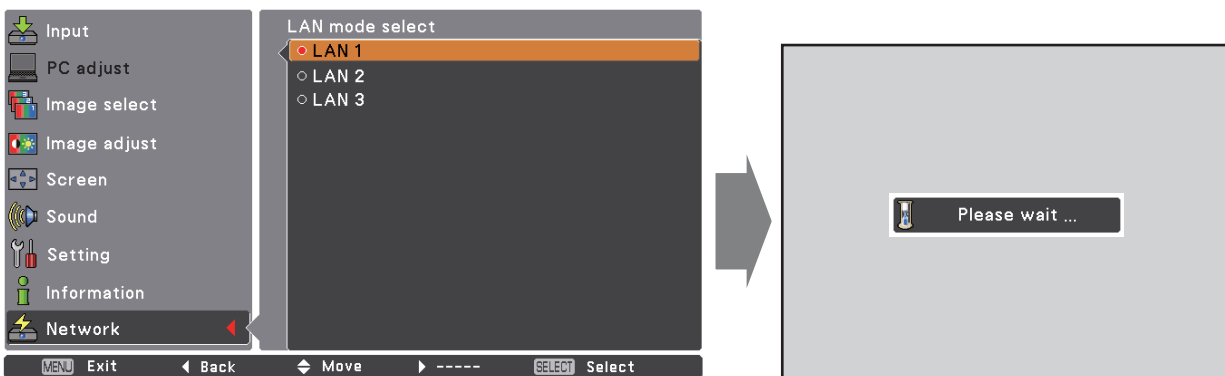 Input
PC adjust
Image select
Image adjust
Screen
Sound
Setting
Information
Network
LAN mode select
LAN 1
LAN 2
LAN 3
MENU Exit Back Move ----- SELECT Select
Please wait ...